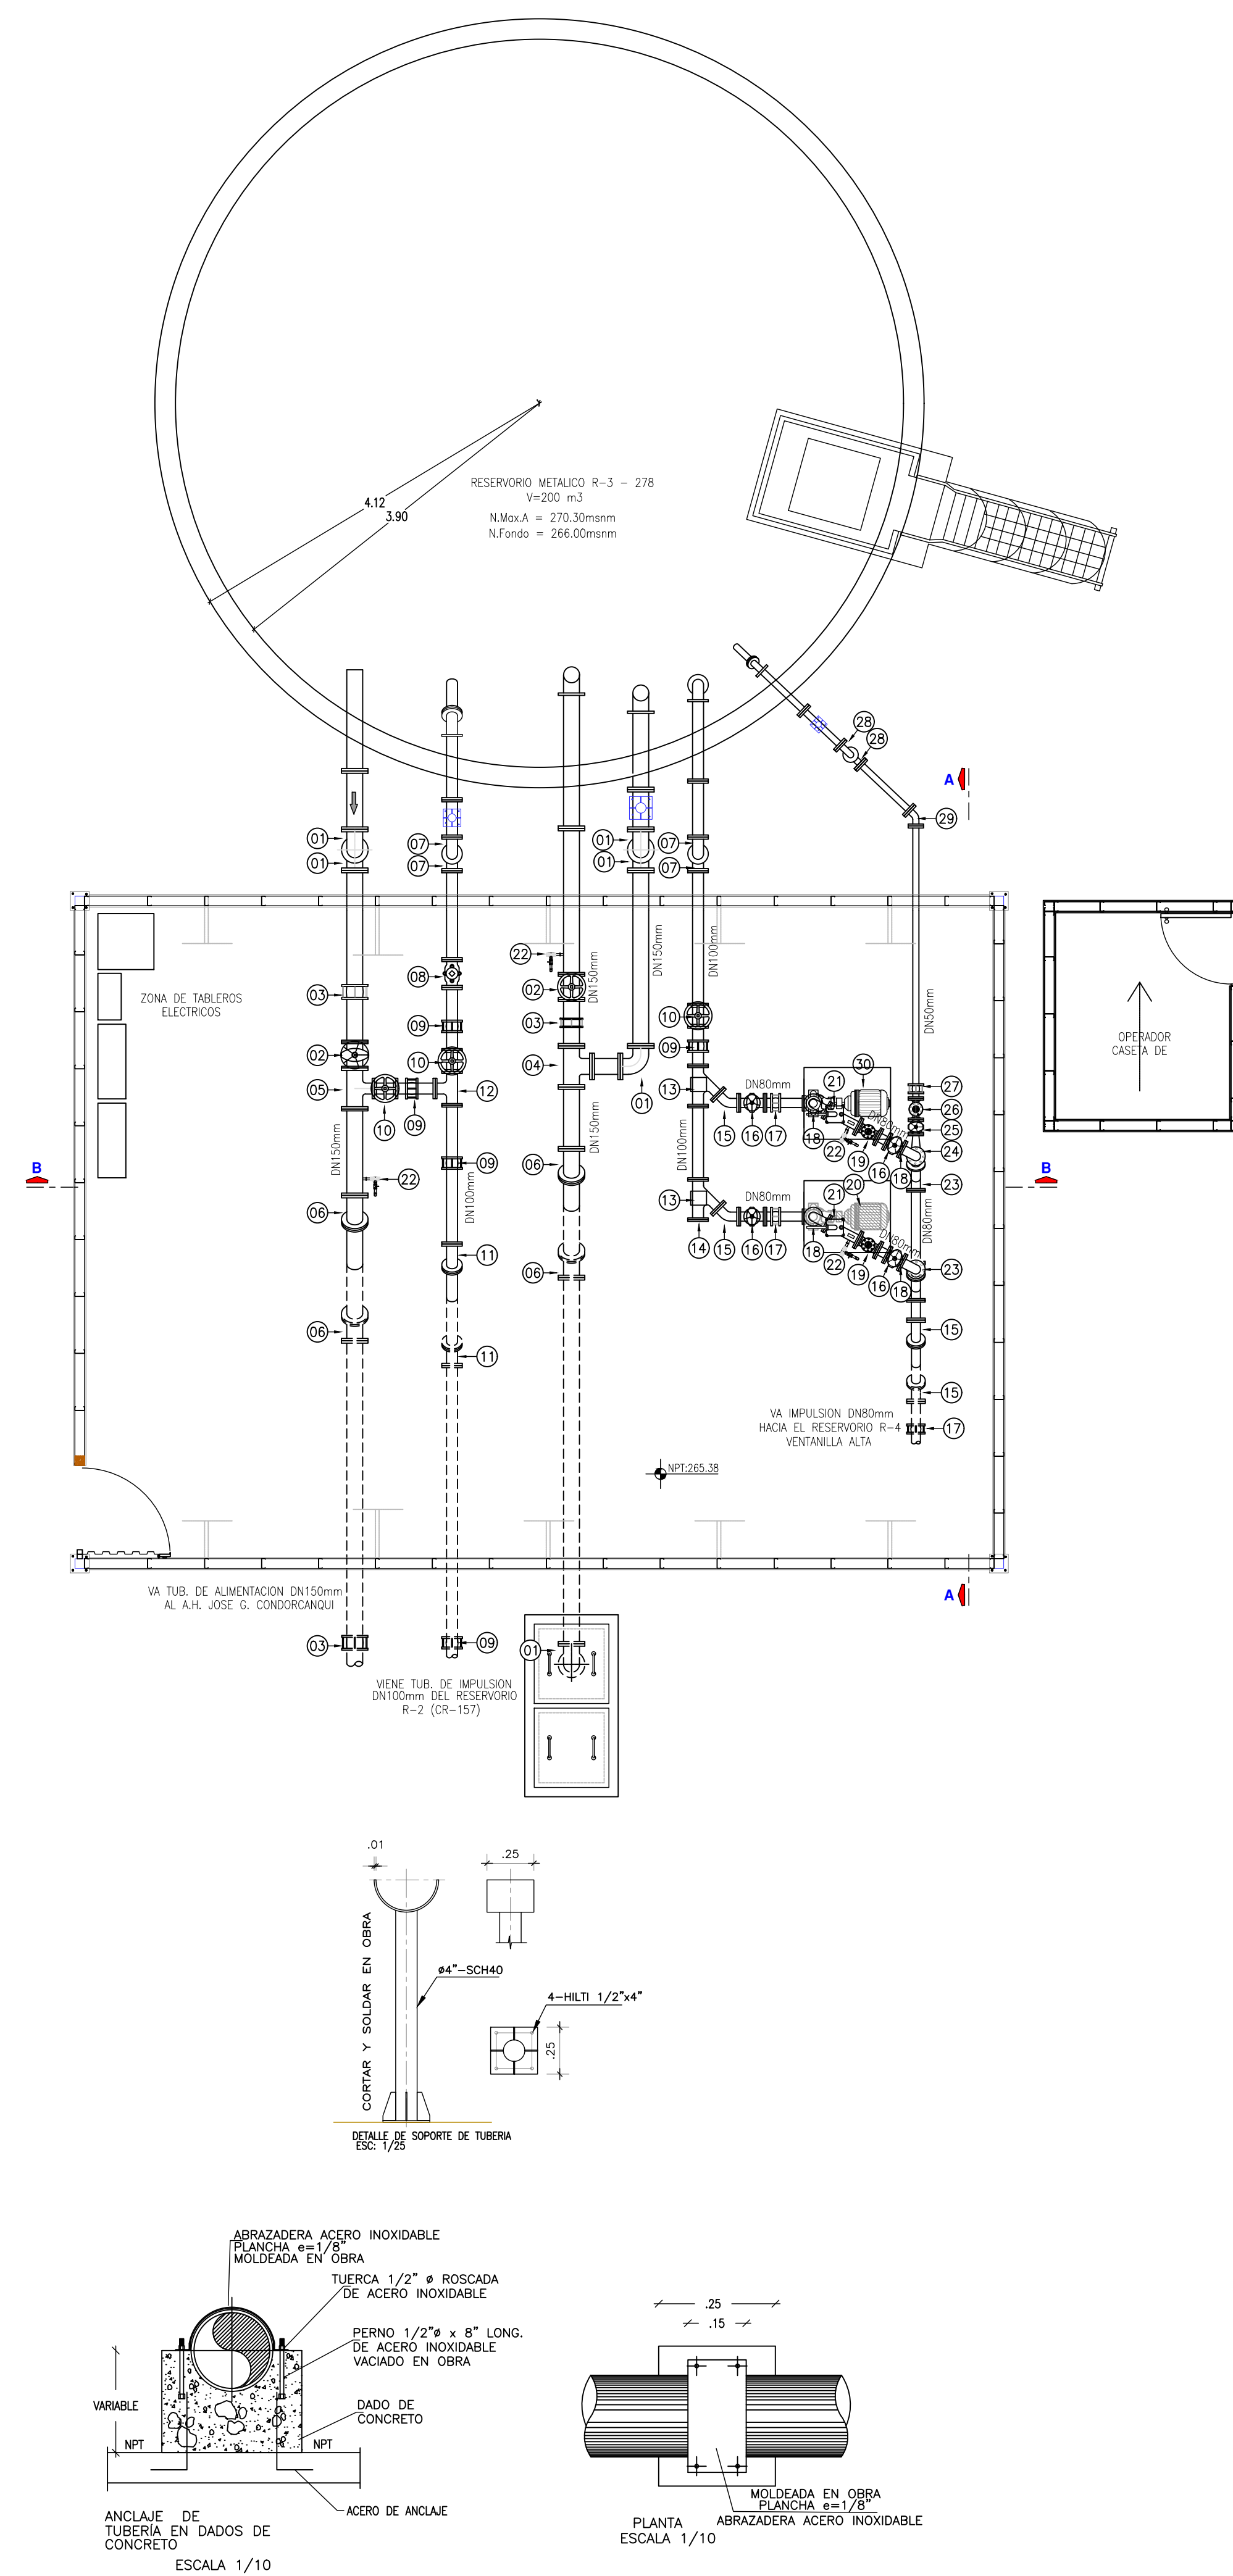 4.12
3.90
RESERVORIO METALICO R-3 - 278
V=200 m3
N.Max.A = 270.30msnm
N.Fondo = 266.00msnm
28
28
A
29
01
01
07
07
01
01
07
07
ZONA DE TABLEROS
ELECTRICOS
03
08
22
02
DN150mm
DN150mm
DN100mm
DN50mm
OPERADOR
CASETA DE
09
03
10
02
10
04
09
05
12
10
09
01
13
DN80mm
21
30
27
26
25
15
16
17
18
22
DN80mm
19
16
18
24
DN150mm
DN150mm
DN100mm
B
B
09
06
22
DN100mm
13
DN80mm
21
20
23
DN80mm
06
11
14
15
16
17
18
22
DN80mm
19
16
18
23
06
06
11
15
15
VA IMPULSION DN80mm
HACIA EL RESERVORIO R-4
VENTANILLA ALTA
17
NPT:265.38
VA TUB. DE ALIMENTACION DN150mm
AL A.H. JOSE G. CONDORCANQUI
A
03
09
01
VIENE TUB. DE IMPULSION
DN100mm DEL RESERVORIO
R-2 (CR-157)
.01
.25
CORTAR Y SOLDAR EN OBRA
ø4"-SCH40
4-HILTI 1/2"x4"
.25
DETALLE DE SOPORTE DE TUBERIA
ESC: 1/25
ABRAZADERA ACERO INOXIDABLE
PLANCHA e=1/8"
MOLDEADA EN OBRA
TUERCA 1/2" ø ROSCADA
DE ACERO INOXIDABLE
PERNO 1/2"ø x 8" LONG.
DE ACERO INOXIDABLE
VACIADO EN OBRA
VARIABLE
DADO DE
CONCRETO
NPT
NPT
ACERO DE ANCLAJE
ANCLAJE DE
TUBERÍA EN DADOS DE
CONCRETO
ESCALA 1/10
.25
.15
MOLDEADA EN OBRA
PLANCHA e=1/8"
ABRAZADERA ACERO INOXIDABLE
PLANTA
ESCALA 1/10